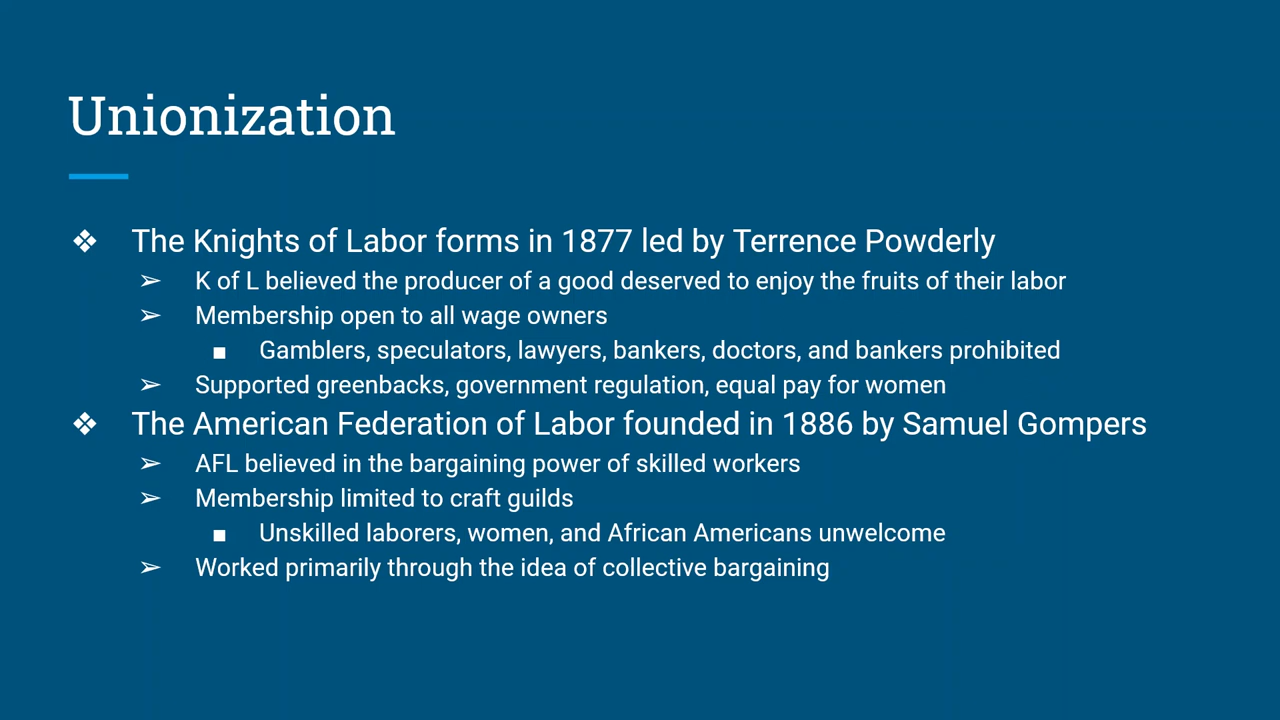 Unionization
❖ The Knights of Labor forms in 1877 led by Terrence Powderly
➢ K of L believed the producer of a good deserved to enjoy the fruits of their labor
➢ Membership open to all wage owners
■ Gamblers, speculators, lawyers, bankers, doctors, and bankers prohibited
➢ Supported greenbacks, government regulation, equal pay for women
❖ The American Federation of Labor founded in 1886 by Samuel Gompers
➢ AFL believed in the bargaining power of skilled workers
➢ Membership limited to craft guilds
■ Unskilled laborers, women, and African Americans unwelcome
➢ Worked primarily through the idea of collective bargaining